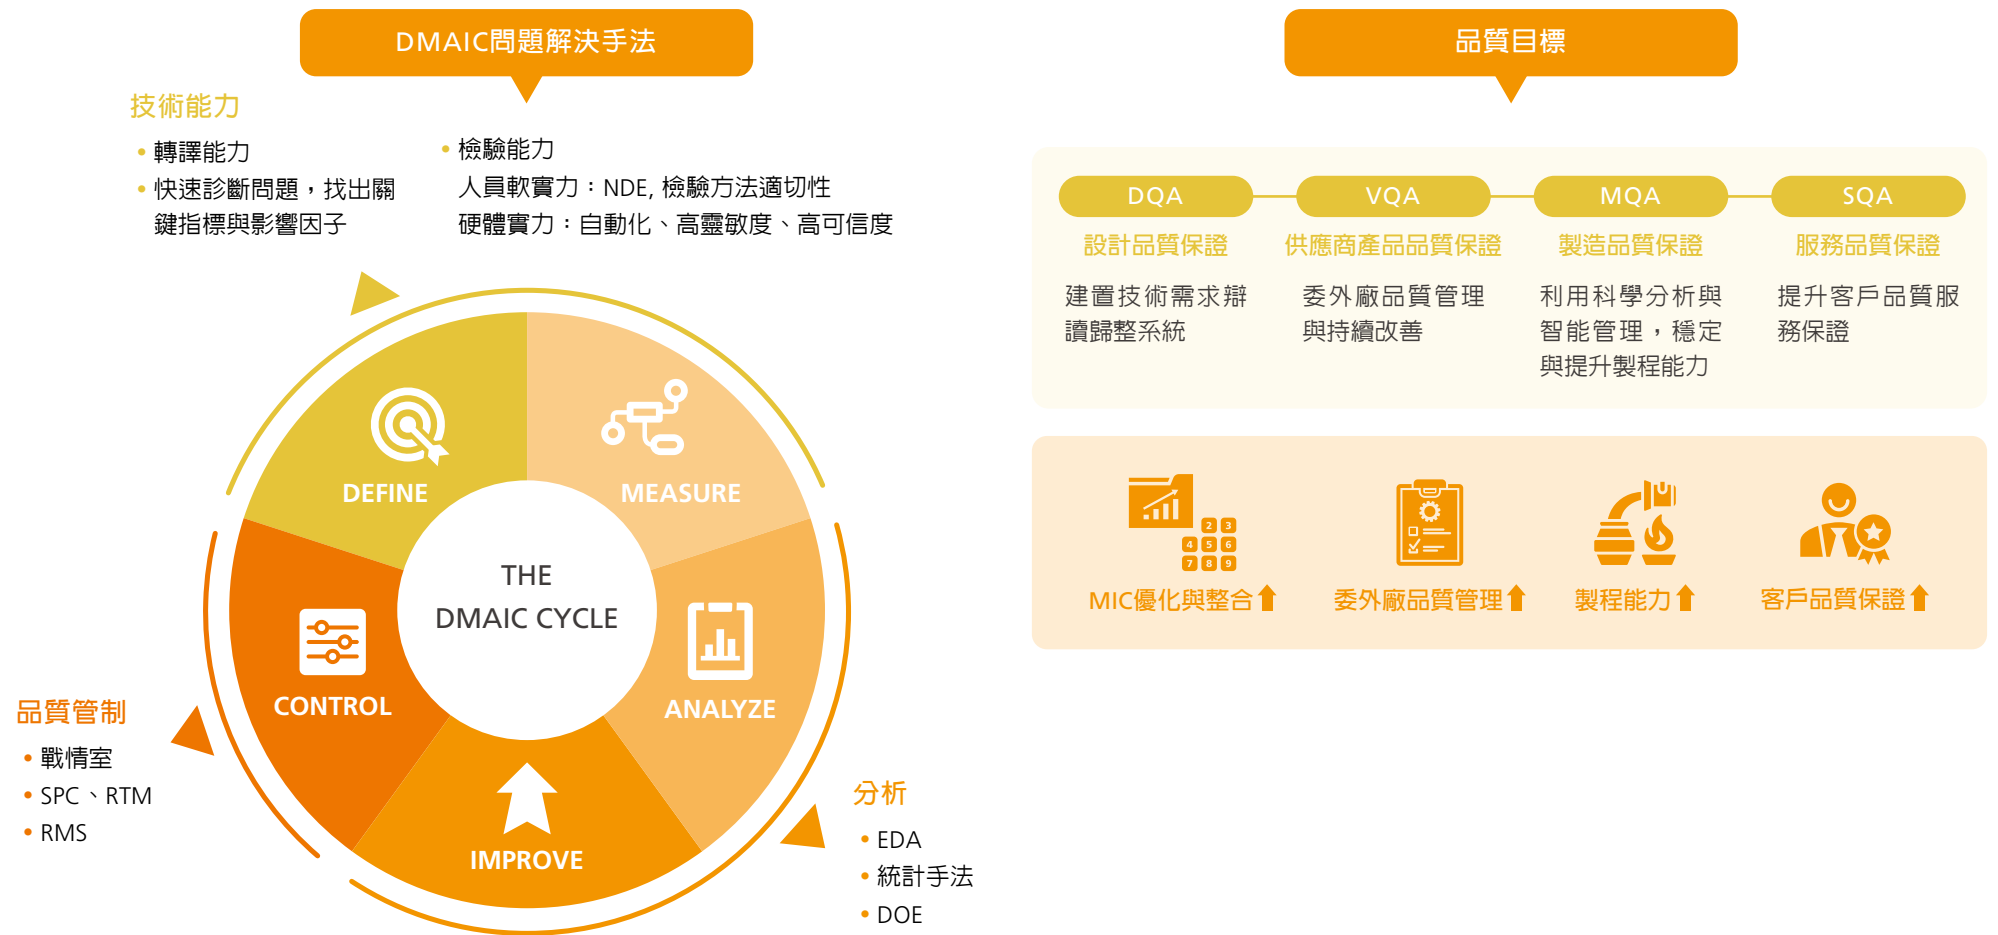 DMAIC問題解決手法
技術能力
• 轉譯能力
• 快速診斷問題，找出關
鍵指標與影響因子
• 檢驗能力
人員軟實力：NDE, 檢驗方法適切性
硬體實力：自動化、高靈敏度、高可信度
DEFINE
MEASURE
THE
DMAIC CYCLE
CONTROL
ANALYZE
IMPROVE
品質管制
• 戰情室
• SPC、RTM
• RMS
分析
• EDA
• 統計手法
• DOE
品質目標
DQA
設計品質保證
建置技術需求辯
讀歸整系統
VQA
供應商產品品質保證
委外廠品質管理
與持續改善
MQA
製造品質保證
利用科學分析與
智能管理，穩定
與提升製程能力
SQA
服務品質保證
提升客戶品質服
務保證
2 3
4 5 6
7 8 9
MIC優化與整合
委外廠品質管理
製程能力
客戶品質保證